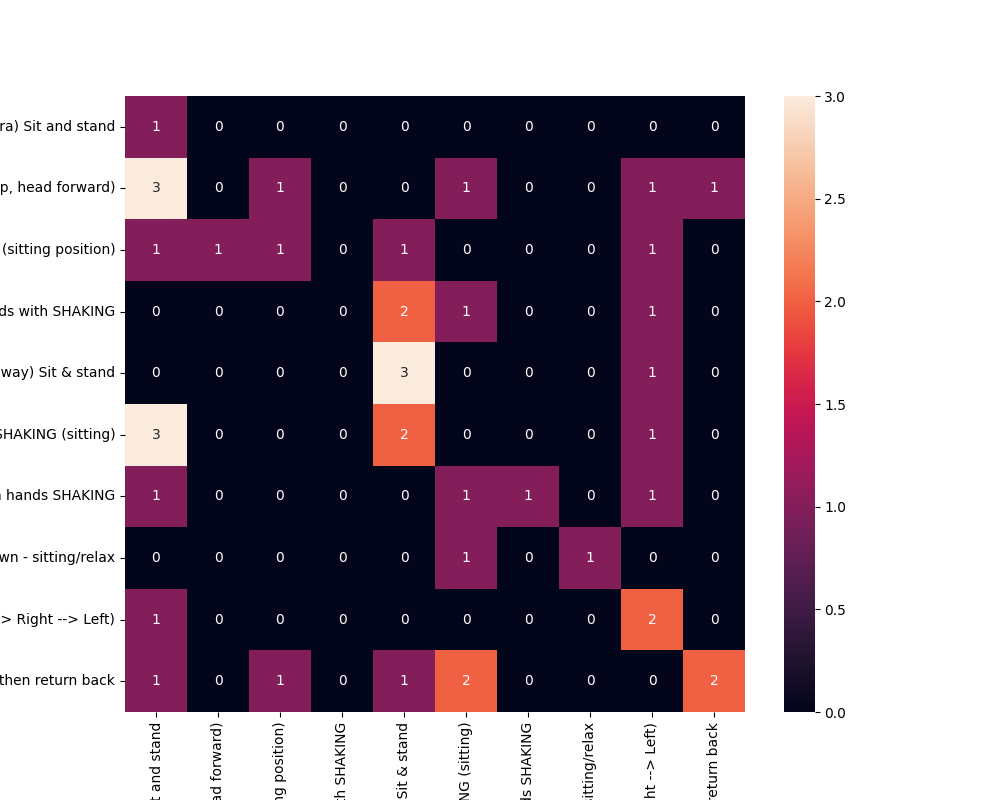 ra) Sit and stand 1 0 0 0 0 0 0 0 0 0
p, head forward) 3 0 1 0 0 1 0 0 1 1
(sitting position) 1 1 1 0 1 0 0 0 1 0
ds with SHAKING 0 0 0 0 2 1 0 0 1 0
way) Sit & stand 0 0 0 0 3 0 0 0 1 0
SHAKING (sitting) 3 0 0 0 2 0 0 0 1 0
hands SHAKING 1 0 0 0 0 1 1 0 1 0
wn - sitting/relax 0 0 0 0 0 1 0 1 0 0
> Right --> Left) 1 0 0 0 0 0 0 0 2 0
then return back 1 0 1 0 1 2 0 0 0 2
t and stand
ad forward)
ng position)
th SHAKING
Sit & stand
NG (sitting)
ds SHAKING
sitting/relax
ht --> Left)
return back
3.0
2.5
2.0
1.5
1.0
0.5
0.0